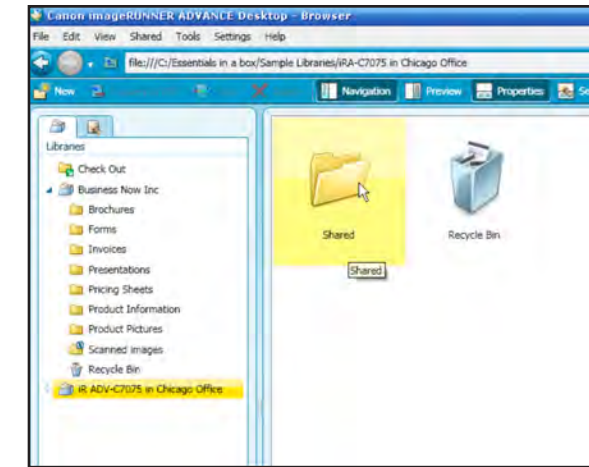 Canon imageRUNNER ADVANCE Desktop - Browser
File Edit View Shared Tools Settings Help
file:///C:/Essentials in a box/Sample Libraries/iRA-C7075 in Chicago Office
New Navigation Preview Properties Se
Libraries
Check Out
Business Now Inc
Brochures
Forms
Invoices
Presentations
Pricing Sheets
Product Information
Product Pictures
Scanned images
Recycle Bin
iR ADV-C7075 in Chicago Office
Shared Recycle Bin
Shared